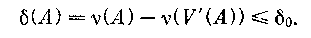 δ(A) = ν(A) − ν(V′(A)) ⩽ δ₀.